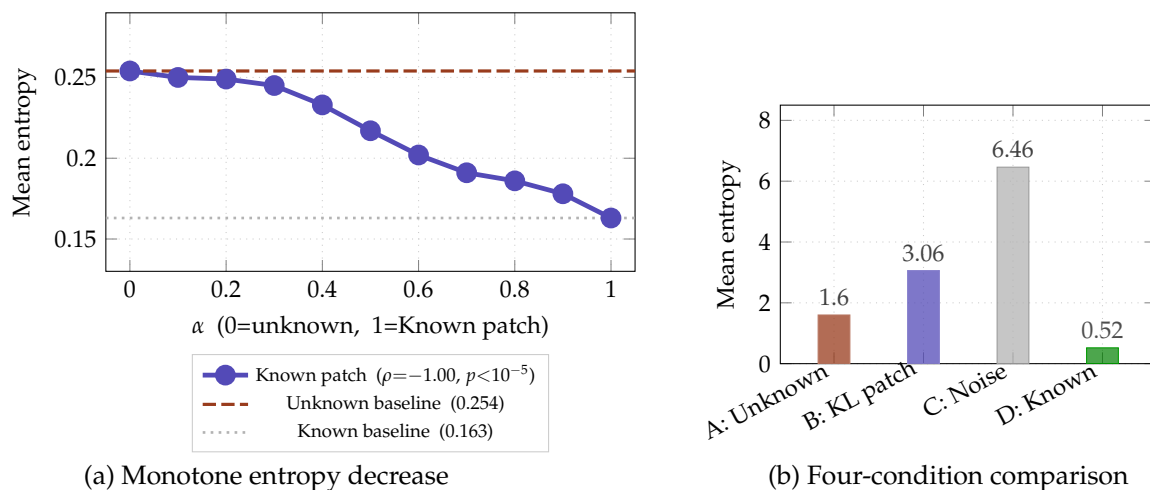 0.25
0.2
0.15
Mean entropy
0 0.2 0.4 0.6 0.8 1
α (0=unknown, 1=Known patch)
Known patch (ρ=−1.00, p<10⁻⁵)
Unknown baseline (0.254)
Known baseline (0.163)
(a) Monotone entropy decrease
8
6
4
2
0
Mean entropy
1.6
3.06
6.46
0.52
A: Unknown
B: KL patch
C: Noise
D: Known
(b) Four-condition comparison